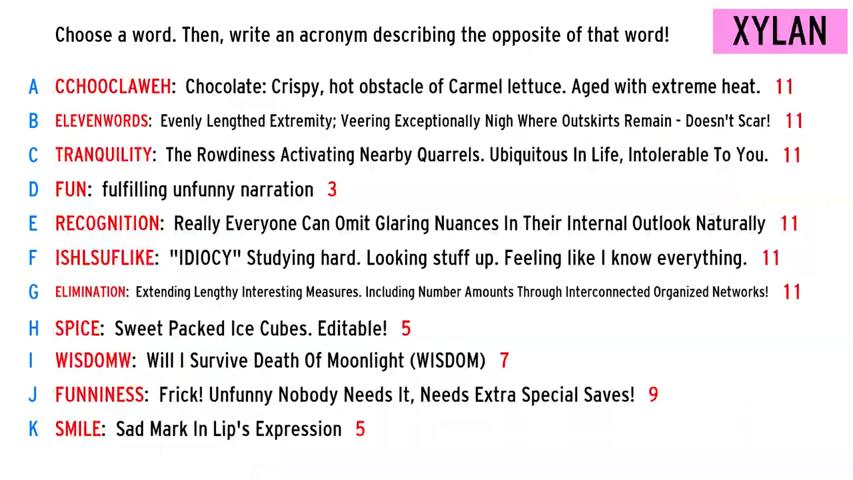 Choose a word. Then, write an acronym describing the opposite of that word!
XYLAN
A CCHOOCLAWEH: Chocolate: Crispy, hot obstacle of Carmel lettuce. Aged with extreme heat. 11
B ELEVENWORDS: Evenly Lengthed Extremity; Veering Exceptionally Nigh Where Outskirts Remain - Doesn't Scar! 11
C TRANQUILITY: The Rowdiness Activating Nearby Quarrels. Ubiquitous In Life, Intolerable To You. 11
D FUN: fulfilling unfunny narration 3
E RECOGNITION: Really Everyone Can Omit Glaring Nuances In Their Internal Outlook Naturally 11
F ISHLSUFLIKE: "IDIOCY" Studying hard. Looking stuff up. Feeling like I know everything. 11
G ELIMINATION: Extending Lengthy Interesting Measures. Including Number Amounts Through Interconnected Organized Networks! 11
H SPICE: Sweet Packed Ice Cubes. Editable! 5
I WISDOMW: Will I Survive Death Of Moonlight (WISDOM) 7
J FUNNINESS: Frick! Unfunny Nobody Needs It, Needs Extra Special Saves! 9
K SMILE: Sad Mark In Lip's Expression 5